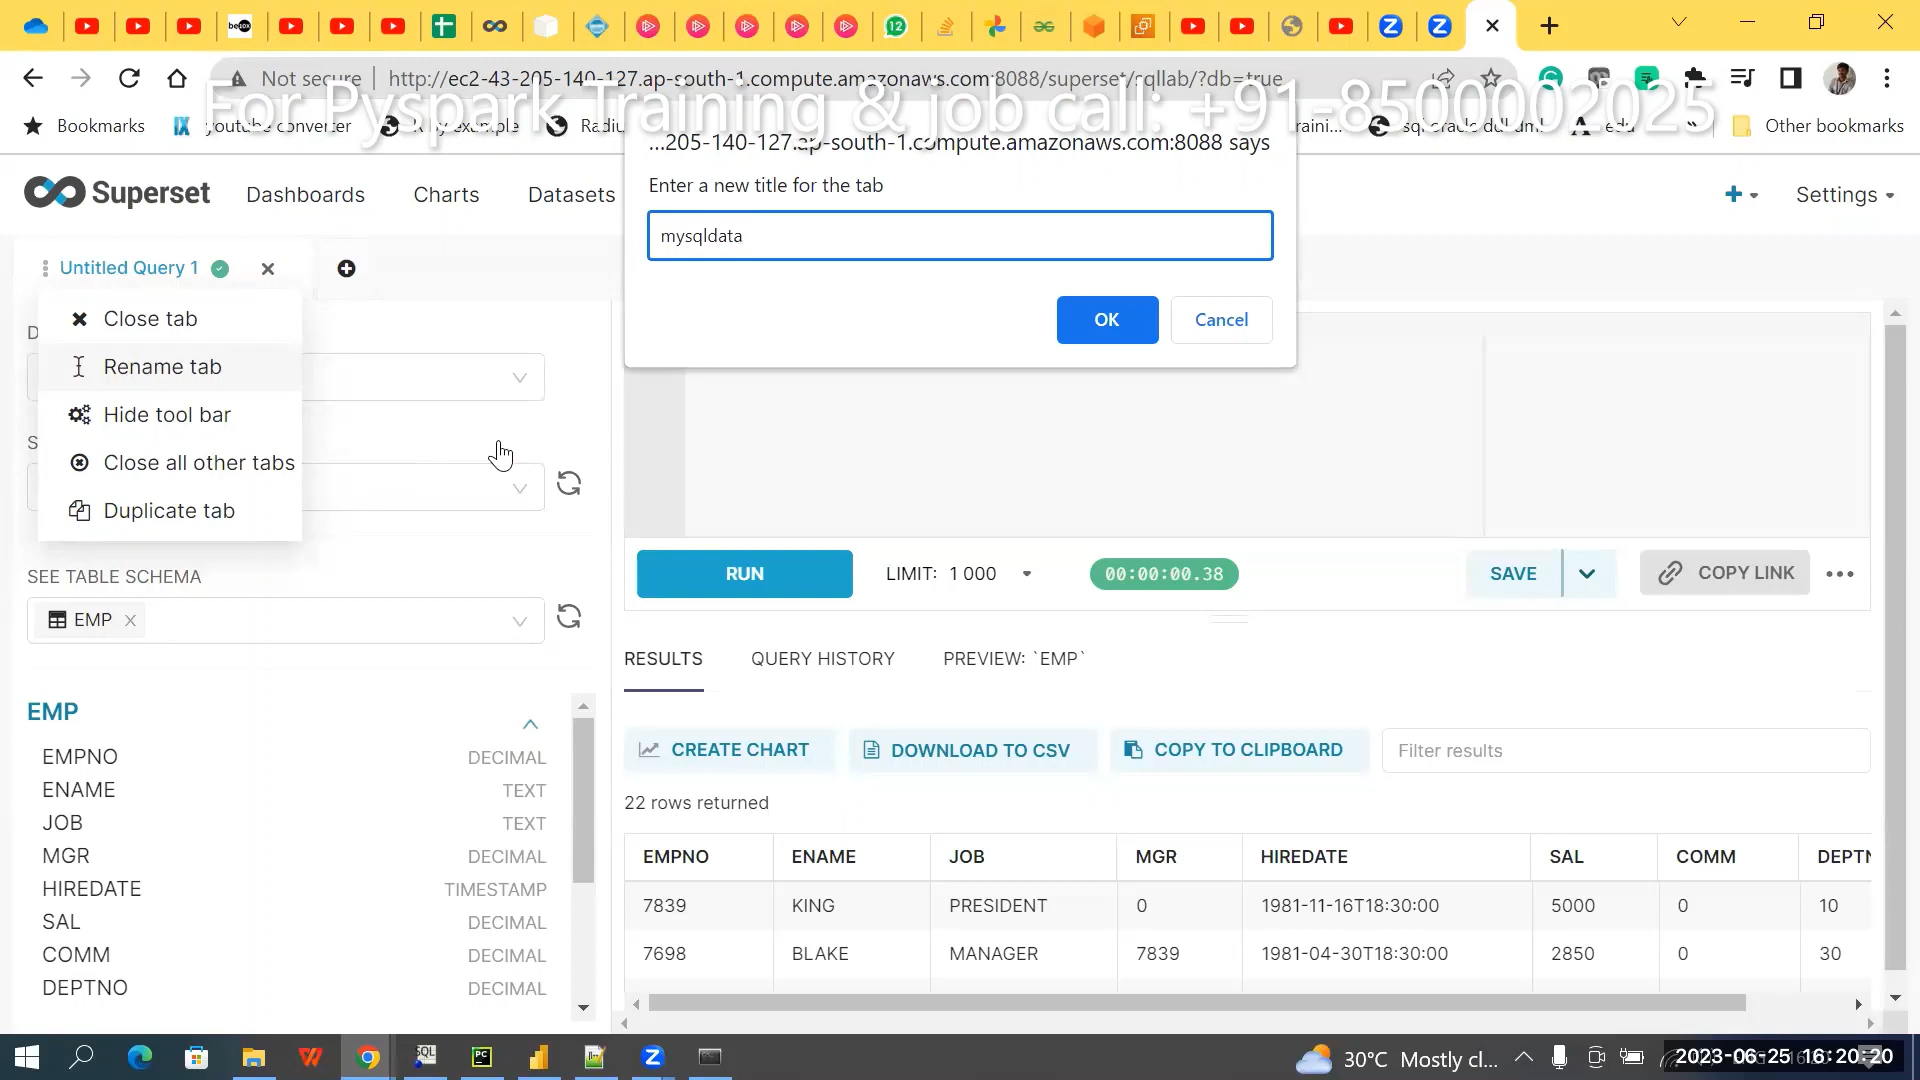 be10x
12
Not secure
http://ec2-43-205-140-127.ap-south-1.compute.amazonaws.com:8088/superset/sqllab/?db=true
For Pyspark Training & job call: +91-8500002025
Bookmarks
youtube converter
Other bookmarks
...205-140-127.ap-south-1.compute.amazonaws.com:8088 says
Enter a new title for the tab
mysqldata
OK
Cancel
Superset
Dashboards
Charts
Datasets
+
Settings
Untitled Query 1
Close tab
Rename tab
Hide tool bar
Close all other tabs
Duplicate tab
D
S
SEE TABLE SCHEMA
EMP
EMP
EMPNO DECIMAL
ENAME TEXT
JOB TEXT
MGR DECIMAL
HIREDATE TIMESTAMP
SAL DECIMAL
COMM DECIMAL
DEPTNO DECIMAL
RUN
LIMIT: 1 000
00:00:00.38
SAVE
COPY LINK
RESULTS
QUERY HISTORY
PREVIEW: `EMP`
CREATE CHART
DOWNLOAD TO CSV
COPY TO CLIPBOARD
Filter results
22 rows returned
EMPNO ENAME JOB MGR HIREDATE SAL COMM DEPTN
7839 KING PRESIDENT 0 1981-11-16T18:30:00 5000 0 10
7698 BLAKE MANAGER 7839 1981-04-30T18:30:00 2850 0 30
SQL
PC
30°C Mostly cl...
2023-06-25 16:20:20